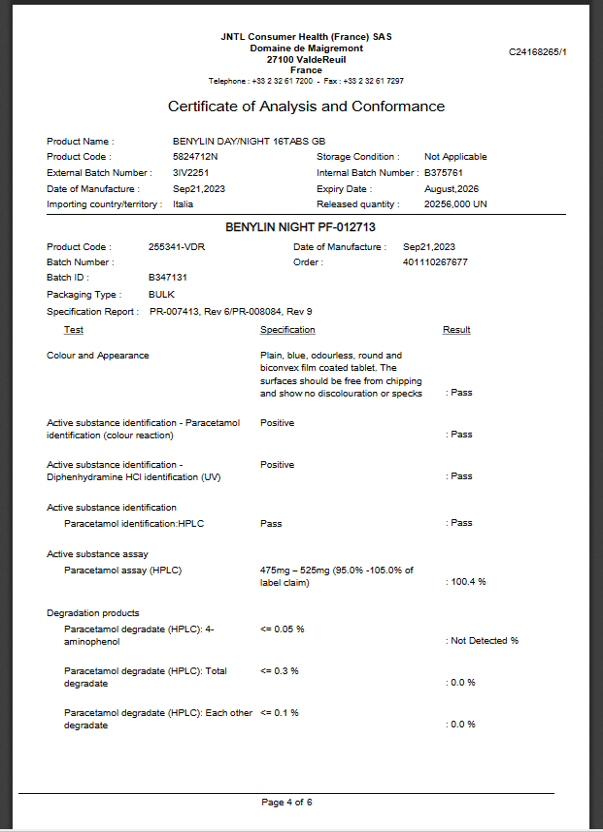 JNTL Consumer Health (France) SAS
Domaine de Maigremont
27100 ValdeReuil
France
Telephone : +33 2 32 61 7200 - Fax : +33 2 32 61 7297
C24168265/1
Certificate of Analysis and Conformance
Product Name : BENYLIN DAY/NIGHT 16TABS GB
Product Code : 5824712N Storage Condition : Not Applicable
External Batch Number : 3IV2251 Internal Batch Number : B375761
Date of Manufacture : Sep21,2023 Expiry Date : August,2026
Importing country/territory : Italia Released quantity : 20256,000 UN
BENYLIN NIGHT PF-012713
Product Code : 255341-VDR Date of Manufacture : Sep21,2023
Batch Number : Order : 401110267677
Batch ID : B347131
Packaging Type : BULK
Specification Report : PR-007413, Rev 6/PR-008084, Rev 9
Test Specification Result
Colour and Appearance Plain, blue, odourless, round and
biconvex film coated tablet. The
surfaces should be free from chipping
and show no discolouration or specks : Pass
Active substance identification - Paracetamol Positive
identification (colour reaction) : Pass
Active substance identification - Positive
Diphenhydramine HCl identification (UV) : Pass
Active substance identification
Paracetamol identification:HPLC Pass : Pass
Active substance assay
Paracetamol assay (HPLC) 475mg – 525mg (95.0% -105.0% of
label claim) : 100.4 %
Degradation products
Paracetamol degradate (HPLC): 4- <= 0.05 %
aminophenol : Not Detected %
Paracetamol degradate (HPLC): Total <= 0.3 %
degradate : 0.0 %
Paracetamol degradate (HPLC): Each other <= 0.1 %
degradate : 0.0 %
Page 4 of 6